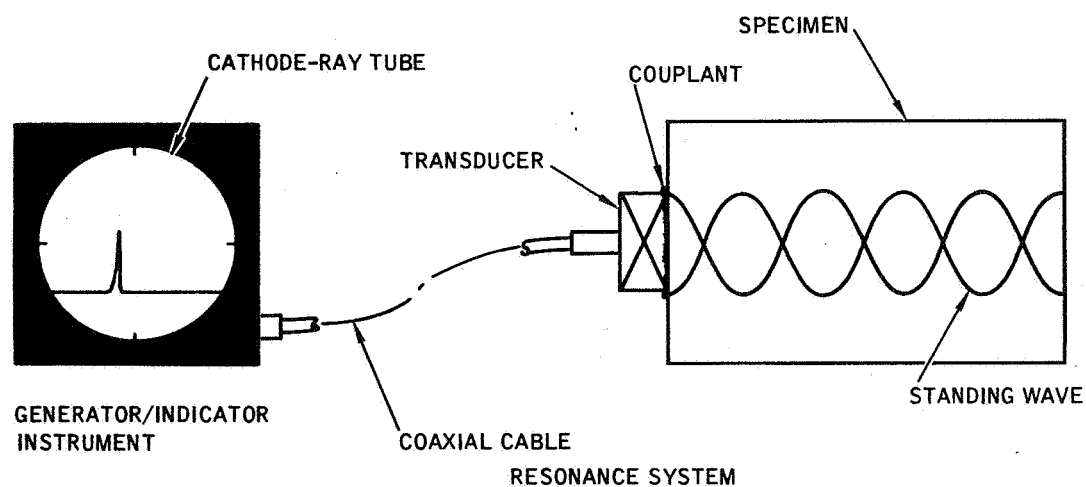 SPECIMEN
CATHODE-RAY TUBE
COUPLANT
TRANSDUCER
STANDING WAVE
GENERATOR/INDICATOR
INSTRUMENT
COAXIAL CABLE
RESONANCE SYSTEM